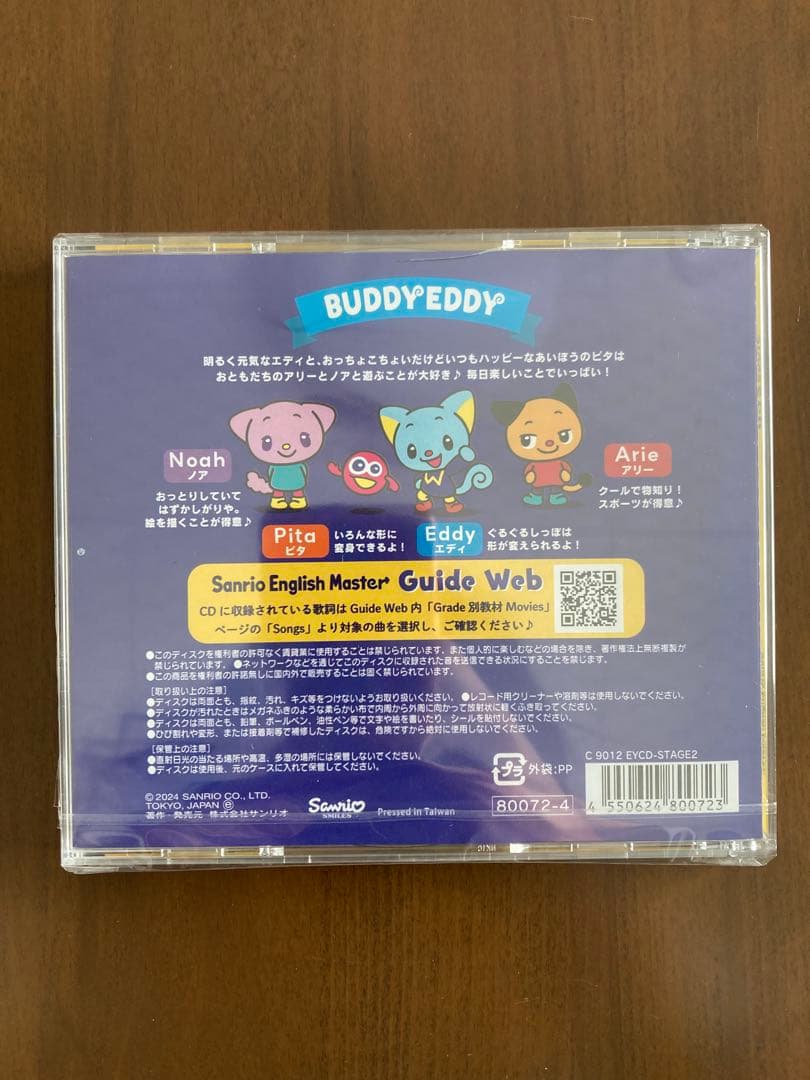 BUDDY EDDY
明るく元気なエディと、おっちょこちょいだけどいつもハッピーなあいぼうのピタは
おともだちのアリーとノアと遊ぶことが大好き♪ 毎日楽しいことでいっぱい!
Noah
ノア
おっとりしていて
はずかしがりや。
絵を描くことが得意♪
Arie
アリー
クールで物知り!
スポーツが得意♪
Pita
ピタ
いろんな形に
変身できるよ!
Eddy
エディ
ぐるぐるしっぽは
形が変えられるよ!
Sanrio English Master Guide Web
CDに収録されている歌詞は Guide Web 内「Grade 別教材 Movies」
ページの「Songs」より対象の曲を選択し、ご確認ください♪
●このディスクを権利者の許可なく賃貸業に使用することは禁じられています。また個人的に楽しむなどの場合を除き、著作権法上無断複製が
禁じられています。 ●ネットワークなどを通じてこのディスクに収録された音を送信できる状況にすることを禁じます。
●この商品を権利者の許諾無しに国内外で販売することは固く禁じられています。
[取り扱い上の注意]
●ディスクは両面とも、指紋、汚れ、キズ等をつけないようお取り扱いください。 ●レコード用クリーナーや溶剤等は使用しないでください。
●ディスクが汚れたときはメガネふきのような柔らかい布で内周から外周に向かって放射状に軽くふき取ってください。
●ディスクは両面とも、鉛筆、ボールペン、油性ペン等で文字や絵を書いたり、シールを貼付しないでください。
●ひび割れや変形、または接着剤等で補修したディスクは、危険ですから絶対に使用しないでください。
[保管上の注意]
●直射日光の当たる場所や高温、多湿の場所には保管しないでください。
●ディスクは使用後、元のケースに入れて保管してください。
プラ 外袋:PP
C 9012 EYCD-STAGE2
© 2024 SANRIO CO., LTD.
TOKYO, JAPAN ⓔ
著作・発売元 株式会社サンリオ
Sanrio
SMILES
Pressed in Taiwan
80072-4
4 550624 800723